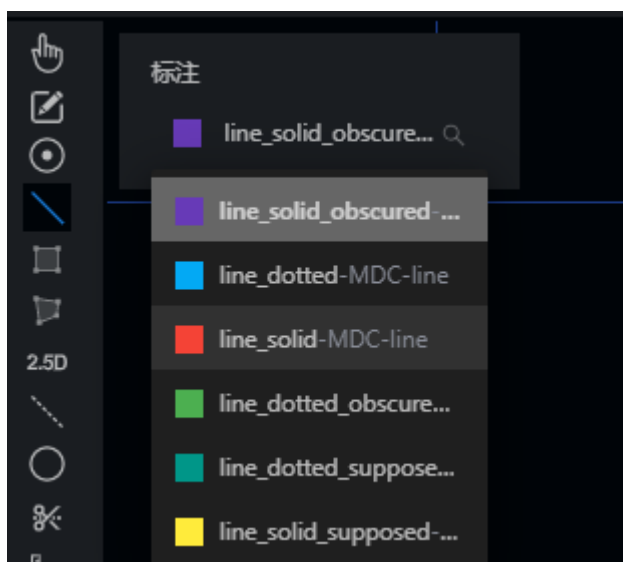 标注
line_solid_obscure...
line_solid_obscured-...
line_dotted-MDC-line
line_solid-MDC-line
2.5D
line_dotted_obscure...
line_dotted_suppose...
line_solid_supposed-...